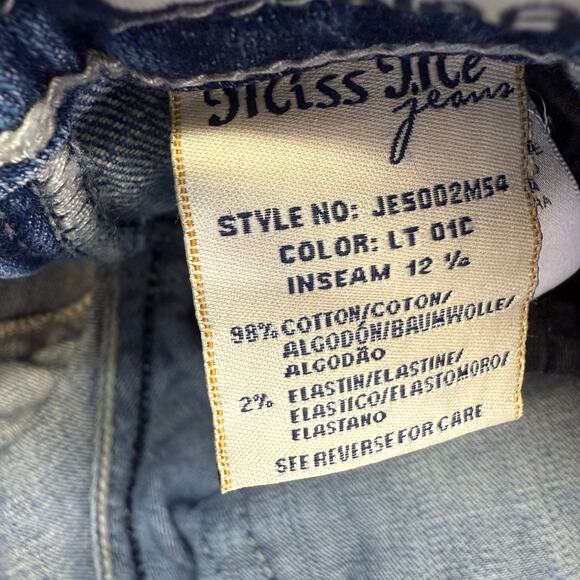 Miss Me
jeans
STYLE NO: JE5002M54
COLOR: LT 01C
INSEAM 12 ½
98% COTTON/COTON/
ALGODÓN/BAUMWOLLE/
ALGODÃO
2% ELASTIN/ELASTINE/
ELASTICO/ELASTOMORO/
ELASTANO
SEE REVERSE FOR CARE